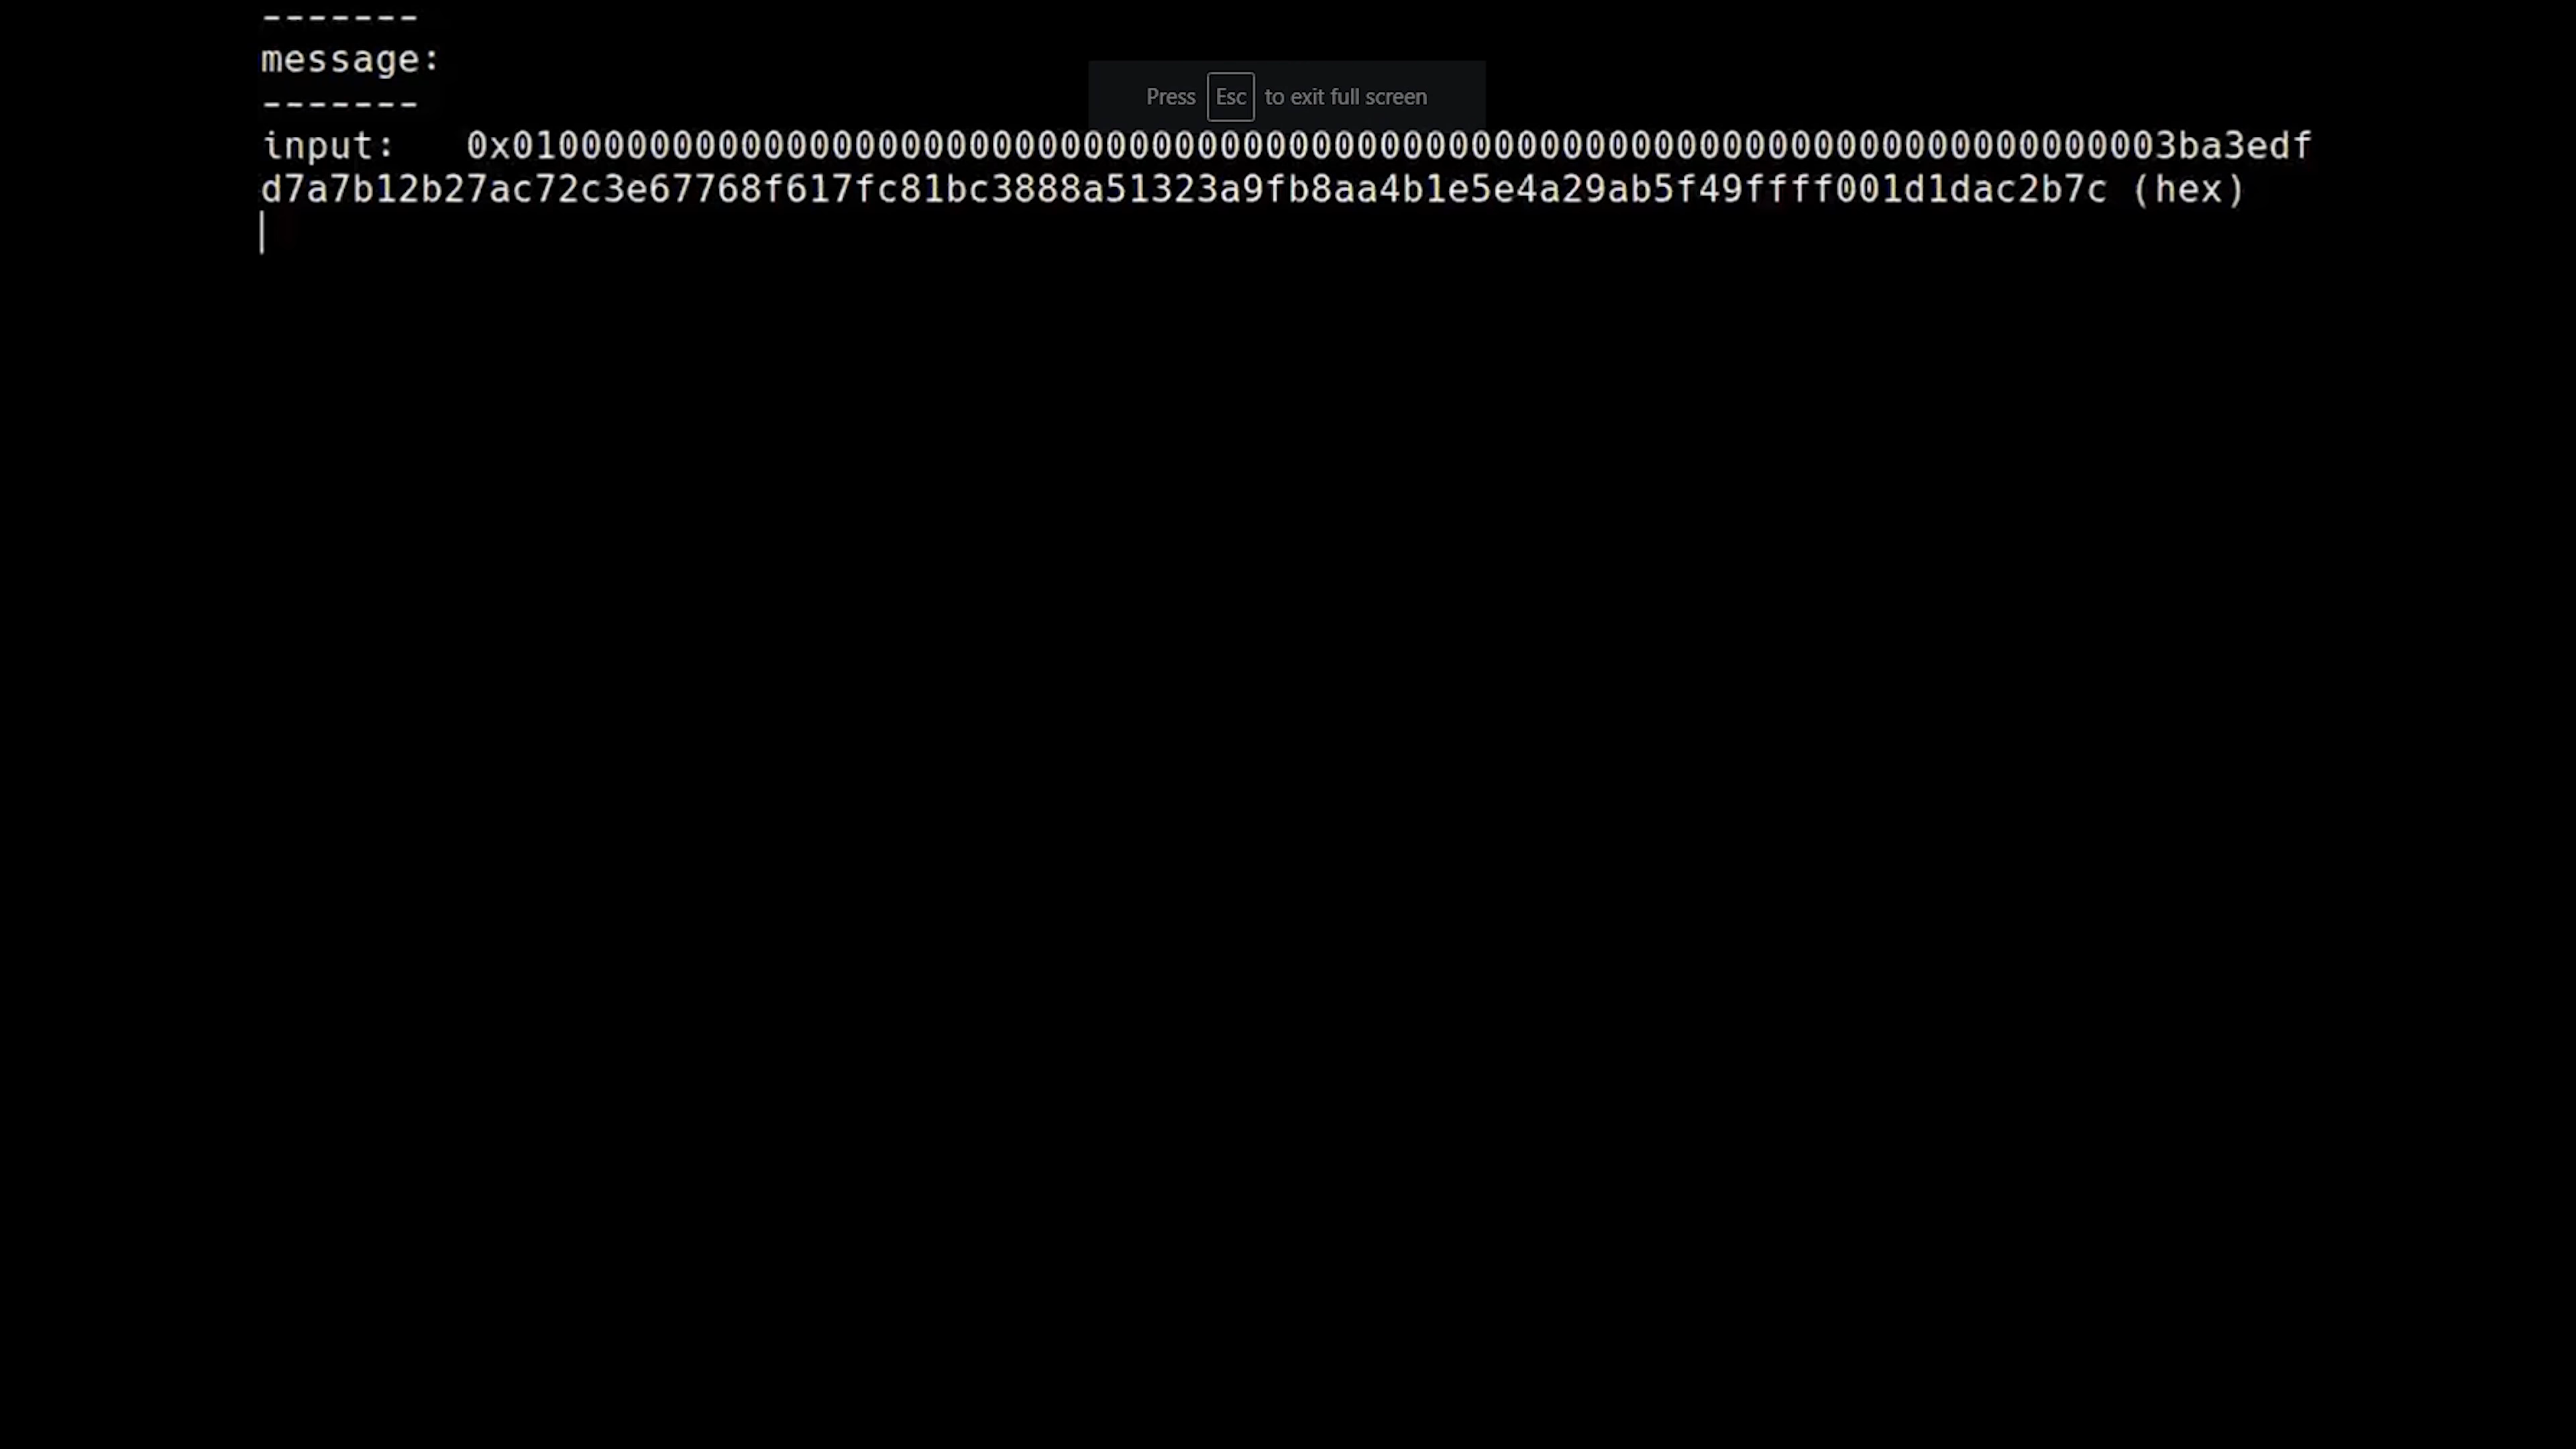 -------
message:
-------
Press Esc to exit full screen
input:   0x0100000000000000000000000000000000000000000000000000000000000000000000003ba3edf
d7a7b12b27ac72c3e67768f617fc81bc3888a51323a9fb8aa4b1e5e4a29ab5f49ffff001d1dac2b7c (hex)